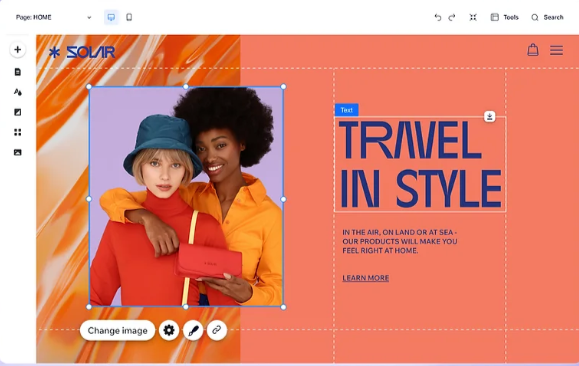 Page: HOME
Tools
Search
SOLAR
Text
TRAVEL
IN STYLE
IN THE AIR, ON LAND OR AT SEA -
OUR PRODUCTS WILL MAKE YOU
FEEL RIGHT AT HOME.
LEARN MORE
Change image